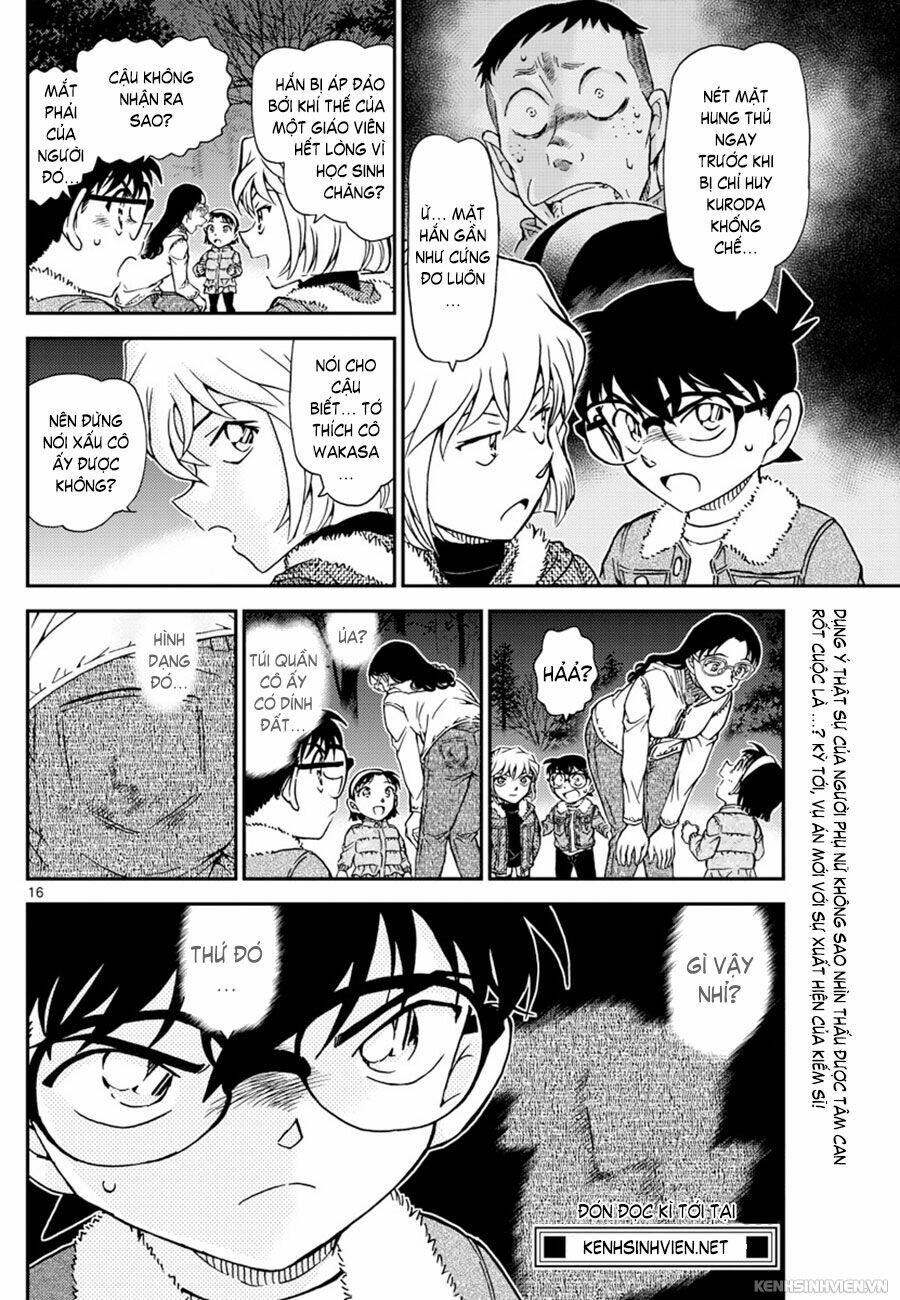 NÉT MẶT
HUNG THỦ
NGAY
TRƯỚC KHI
BỊ CHỈ HUY
KURODA
KHỐNG
CHẾ...
Ừ... MẶT
HẮN GẦN
NHƯ CỨNG
ĐƠ LUÔN
...
HẮN BỊ ÁP ĐẢO
BỞI KHÍ THẾ CỦA
MỘT GIÁO VIÊN
HẾT LÒNG VÌ
HỌC SINH
CHĂNG?
CẬU KHÔNG
NHẬN RA
SAO?
MẮT
PHẢI
CỦA
NGƯỜI
ĐÓ...
NÓI CHO
CẬU
BIẾT... TỚ
THÍCH CÔ
WAKASA
...
NÊN ĐỪNG
NÓI XẤU CÔ
ẤY ĐƯỢC
KHÔNG?
HẢẢ?
ỦA?
TÚI QUẦN
CÔ ẤY
CÓ DÍNH
ĐẤT...
HÌNH
DẠNG
ĐÓ...
16
GÌ VẬY
NHỈ?
THỨ ĐÓ
...
DỤNG Ý THẬT SỰ CỦA NGƯỜI PHỤ NỮ KHÔNG SAO NHÌN THẤU ĐƯỢC TÂM CAN
RỐT CUỘC LÀ ...? KỲ TỚI, VỤ ÁN MỚI VỚI SỰ XUẤT HIỆN CỦA KIẾM SĨ!
ĐÓN ĐỌC KÌ TỚI TẠI
KENHSINHVIEN.NET
KENHSINHVIEN.VN